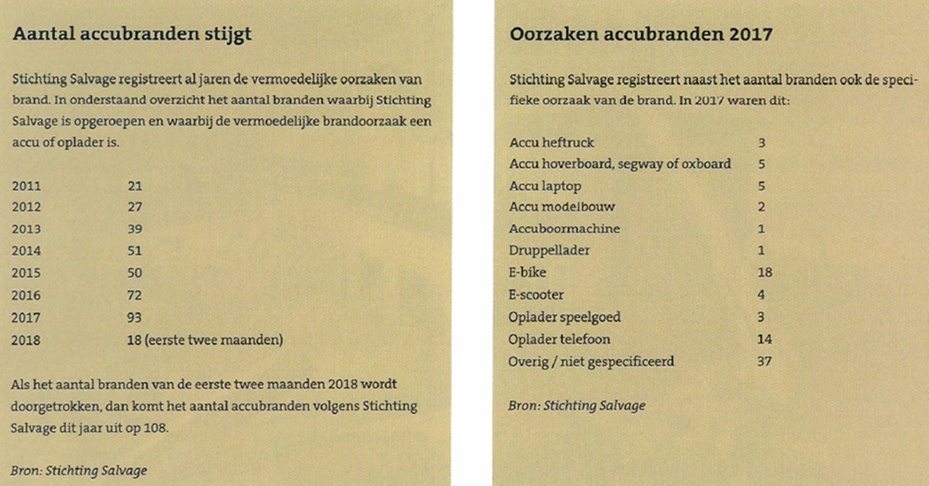 Aantal accubranden stijgt
Stichting Salvage registreert al jaren de vermoedelijke oorzaken van
brand. In onderstaand overzicht het aantal branden waarbij Stichting
Salvage is opgeroepen en waarbij de vermoedelijke brandoorzaak een
accu of oplader is.
2011 21
2012 27
2013 39
2014 51
2015 50
2016 72
2017 93
2018 18 (eerste twee maanden)
Als het aantal branden van de eerste twee maanden 2018 wordt
doorgetrokken, dan komt het aantal accubranden volgens Stichting
Salvage dit jaar uit op 108.
Bron: Stichting Salvage
Oorzaken accubranden 2017
Stichting Salvage registreert naast het aantal branden ook de speci-
fieke oorzaak van de brand. In 2017 waren dit:
Accu heftruck 3
Accu hoverboard, segway of oxboard 5
Accu laptop 5
Accu modelbouw 2
Accuboormachine 1
Druppellader 1
E-bike 18
E-scooter 4
Oplader speelgoed 3
Oplader telefoon 14
Overig / niet gespecificeerd 37
Bron: Stichting Salvage